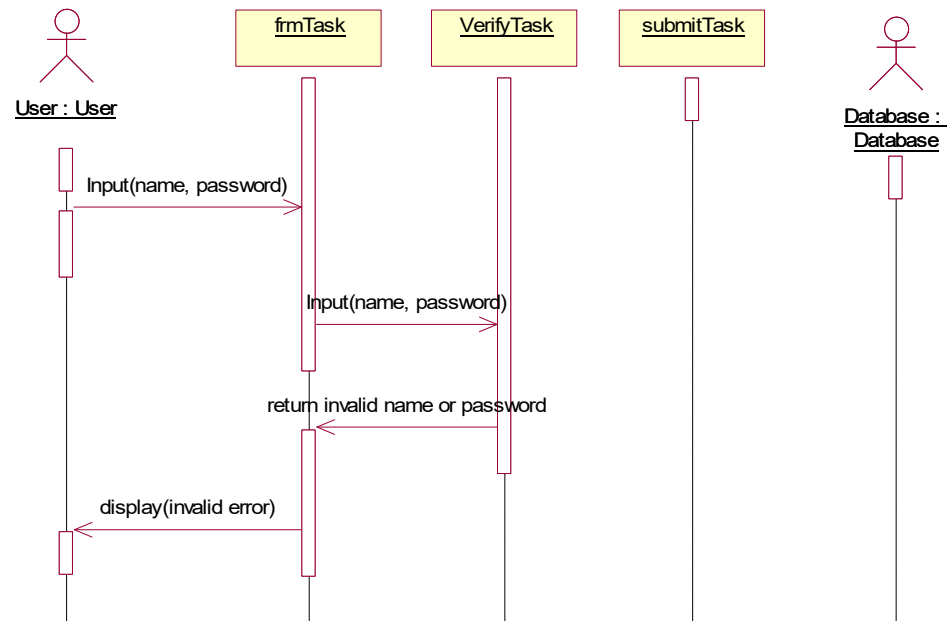 frmTask
VerifyTask
submitTask
User : User
Database :
Database
Input(name, password)
Input(name, password)
return invalid name or password
display(invalid error)